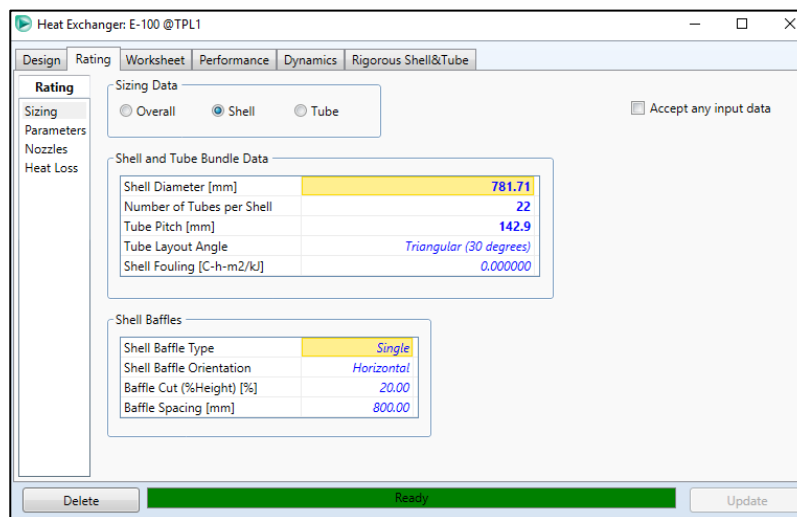 Heat Exchanger: E-100 @TPL1
Design Rating Worksheet Performance Dynamics Rigorous Shell&Tube
Rating
Sizing
Parameters
Nozzles
Heat Loss
Sizing Data
Overall Shell Tube
Accept any input data
Shell and Tube Bundle Data
Shell Diameter [mm] 781.71
Number of Tubes per Shell 22
Tube Pitch [mm] 142.9
Tube Layout Angle Triangular (30 degrees)
Shell Fouling [C-h-m2/kJ] 0.000000
Shell Baffles
Shell Baffle Type Single
Shell Baffle Orientation Horizontal
Baffle Cut (%Height) [%] 20.00
Baffle Spacing [mm] 800.00
Delete Ready Update